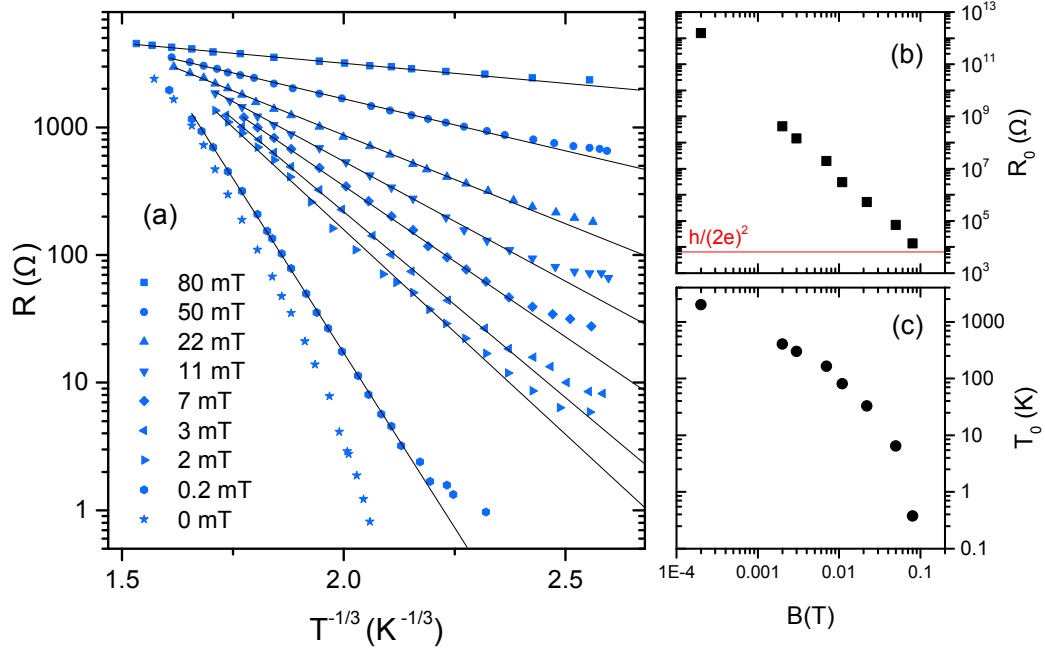 (a)
R (Ω)
1000
100
10
1
80 mT
50 mT
22 mT
11 mT
7 mT
3 mT
2 mT
0.2 mT
0 mT
1.5 2.0 2.5
T^-1/3 (K^-1/3)
(b)
10^13
10^11
10^9
10^7
10^5
10^3
R_0 (Ω)
h/(2e)^2
(c)
1000
100
10
1
0.1
T_0 (K)
1E-4 0.001 0.01 0.1
B(T)